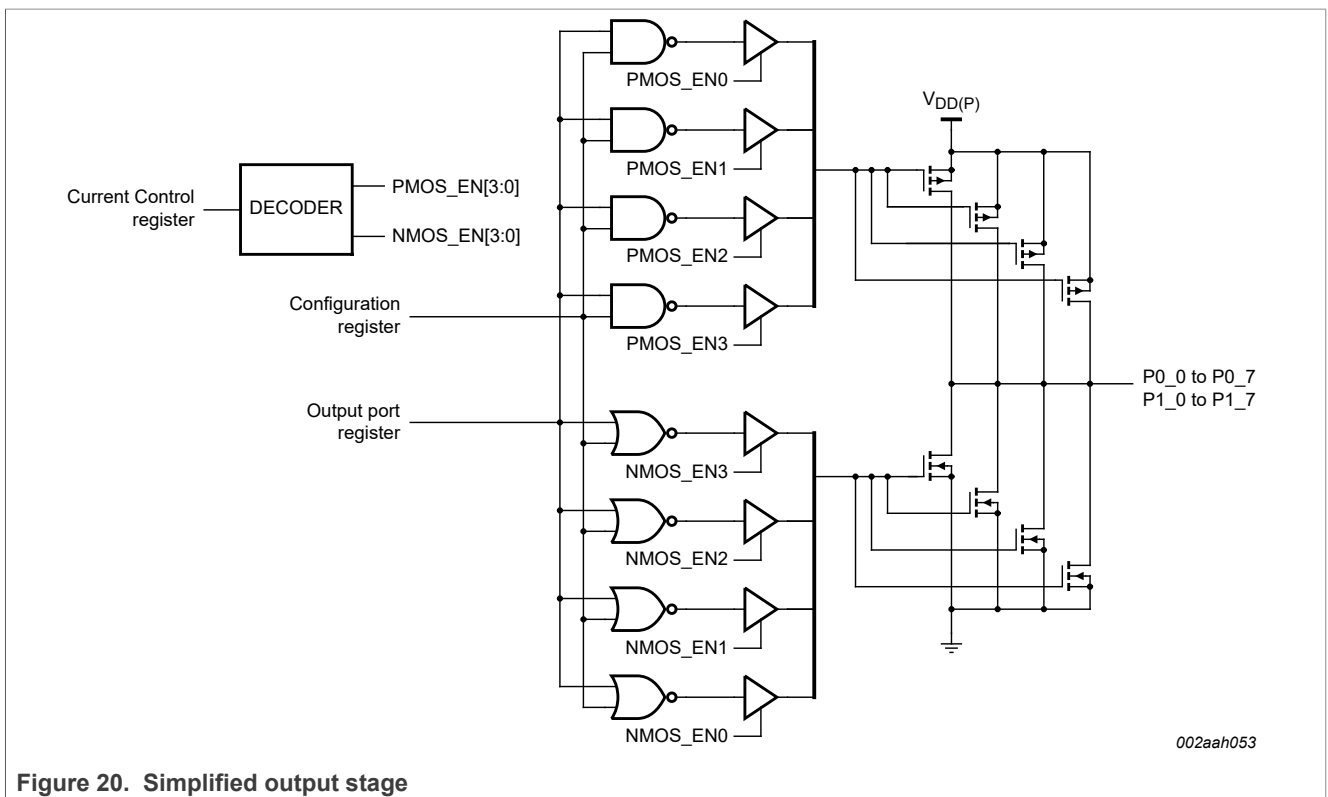 PMOS_EN0
PMOS_EN1
PMOS_EN2
PMOS_EN3
Current Control
register
DECODER
PMOS_EN[3:0]
NMOS_EN[3:0]
Configuration
register
Output port
register
NMOS_EN3
NMOS_EN2
NMOS_EN1
NMOS_EN0
VDD(P)
P0_0 to P0_7
P1_0 to P1_7
002aah053
Figure 20. Simplified output stage